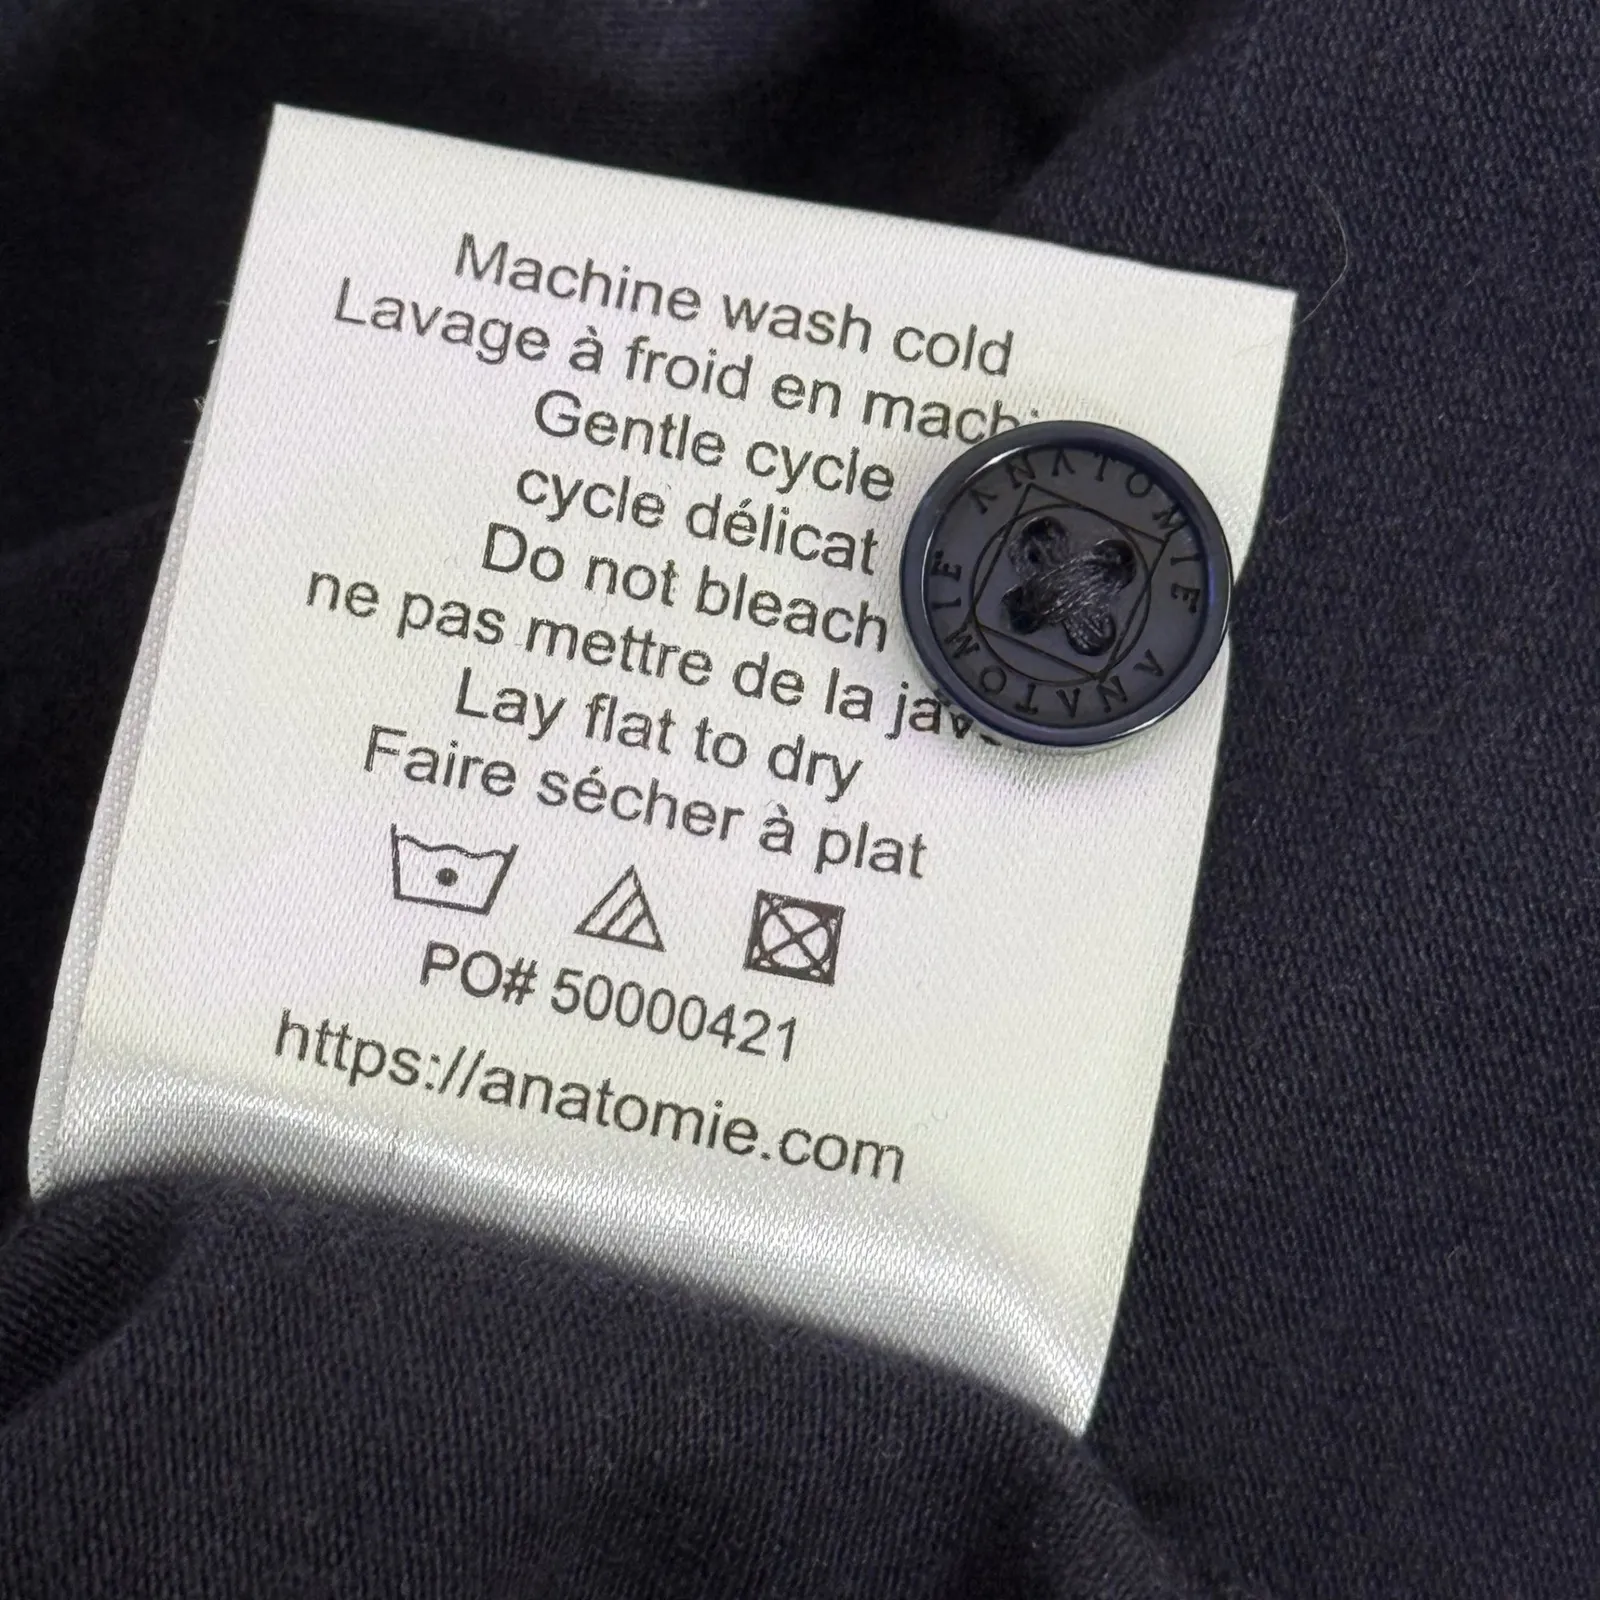 Machine wash cold
Lavage à froid en
Gentle cycle
cycle délicat
Do not bleach
ne pas mettre de la
Lay flat to dry
Faire sécher à plat
PO# 50000421
https://anatomie.com
ANATOMIE ANATOMIE